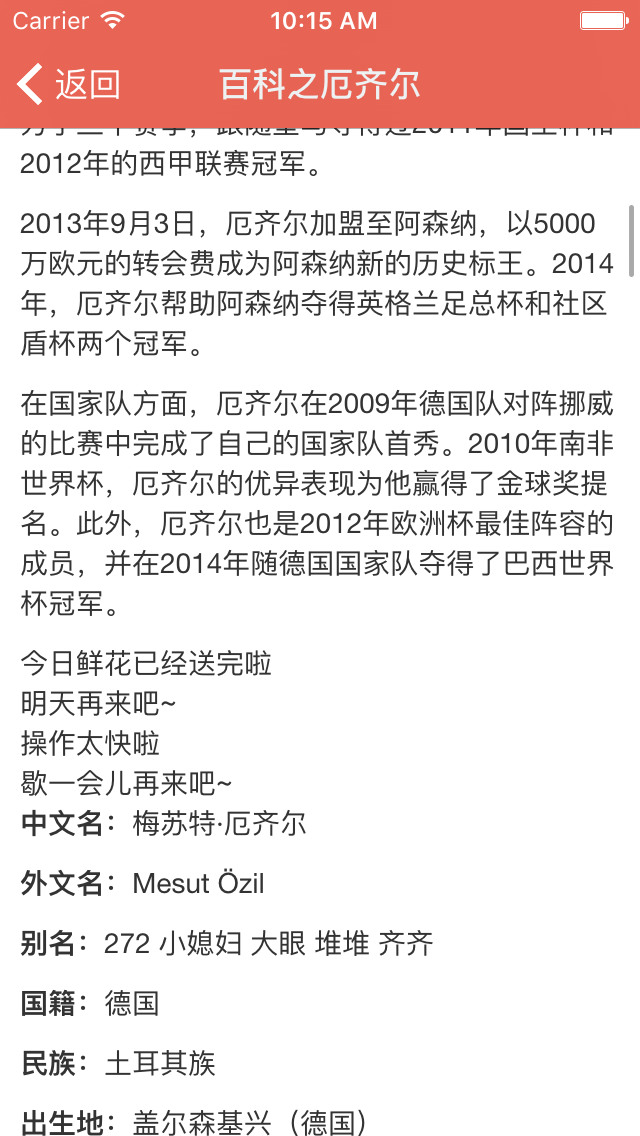 Carrier 10:15 AM
返回 百科之厄齐尔
2012年的西甲联赛冠军。
2013年9月3日，厄齐尔加盟至阿森纳，以5000
万欧元的转会费成为阿森纳新的历史标王。2014
年，厄齐尔帮助阿森纳夺得英格兰足总杯和社区
盾杯两个冠军。
在国家队方面，厄齐尔在2009年德国队对阵挪威
的比赛中完成了自己的国家队首秀。2010年南非
世界杯，厄齐尔的优异表现为他赢得了金球奖提
名。此外，厄齐尔也是2012年欧洲杯最佳阵容的
成员，并在2014年随德国国家队夺得了巴西世界
杯冠军。
今日鲜花已经送完啦
明天再来吧~
操作太快啦
歇一会儿再来吧~
中文名：梅苏特·厄齐尔
外文名：Mesut Özil
别名：272 小媳妇 大眼 堆堆 齐齐
国籍：德国
民族：土耳其族
出生地：盖尔森基兴（德国）